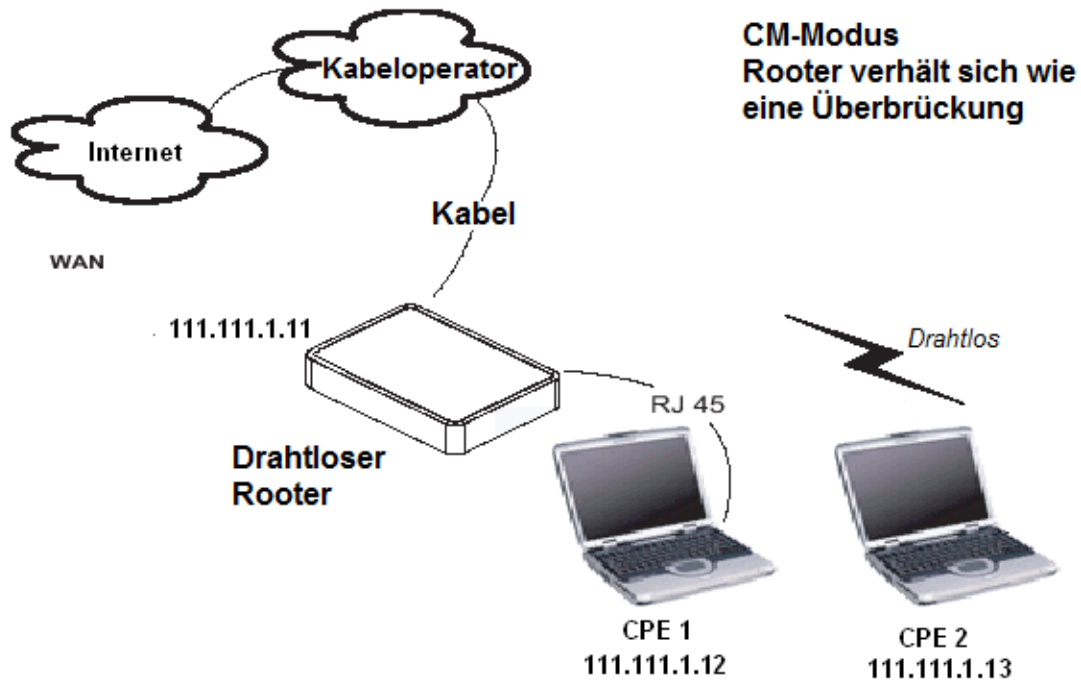 CM-Modus
Rooter verhält sich wie
eine Überbrückung
Kabeloperator
Internet
Kabel
WAN
111.111.1.11
Drahtlos
RJ 45
Drahtloser
Rooter
CPE 1
111.111.1.12
CPE 2
111.111.1.13